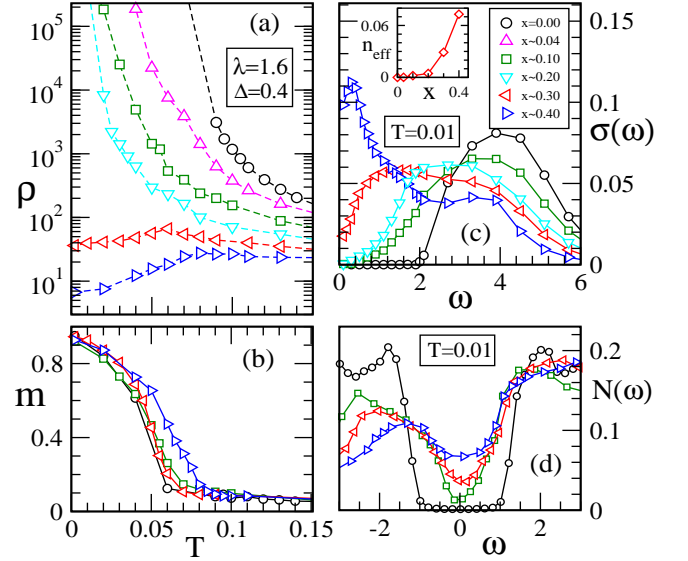 10^5
10^4
10^3
10^2
10^1
ρ
(a)
λ=1.6
Δ=0.4
0.06
n_eff
0
0 x 0.4
x=0.00
x~0.04
x~0.10
x~0.20
x~0.30
x~0.40
T=0.01
(c)
0.15
0.1
0.05
0
σ(ω)
0 2 4 6
ω
(b)
m
0.8
0.4
0
0 0.05 0.1 0.15
T
T=0.01
(d)
0.2
0.1
0
N(ω)
-2 0 2
ω